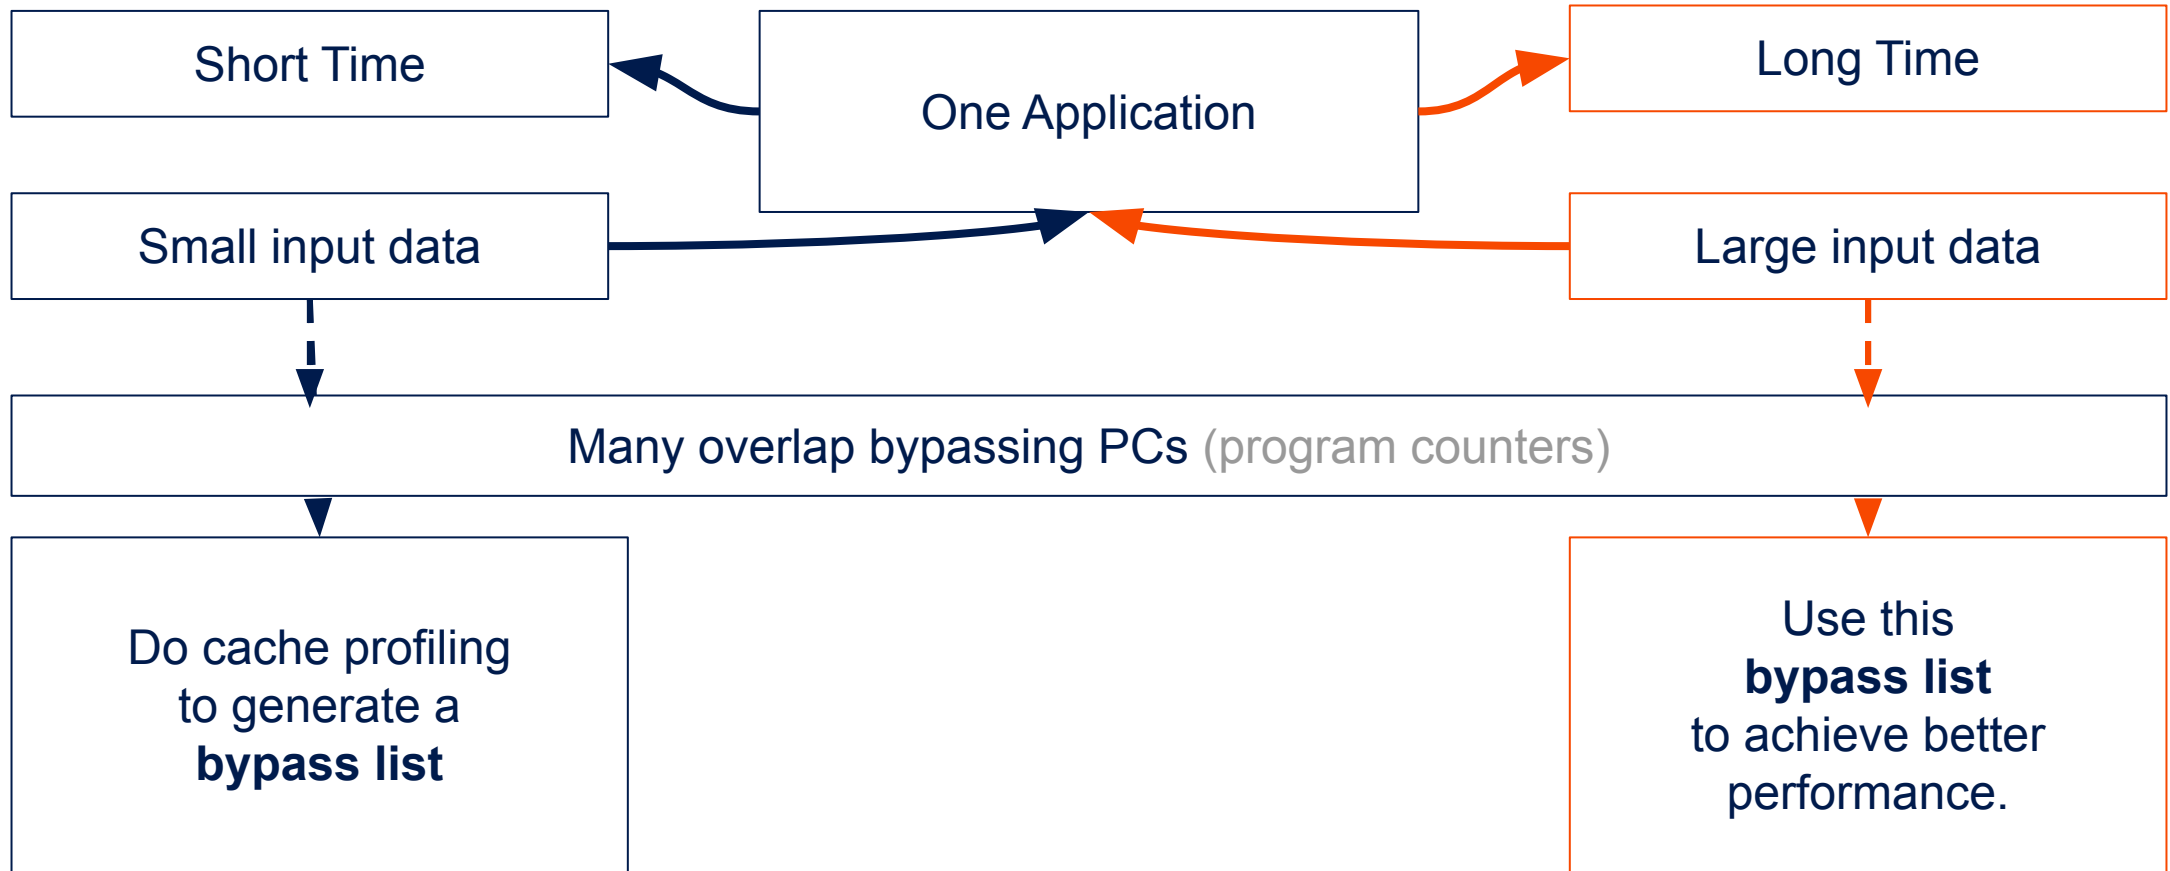 Short Time
One Application
Long Time
Small input data
Large input data
Many overlap bypassing PCs (program counters)
Do cache profiling
to generate a
bypass list
Use this
bypass list
to achieve better
performance.